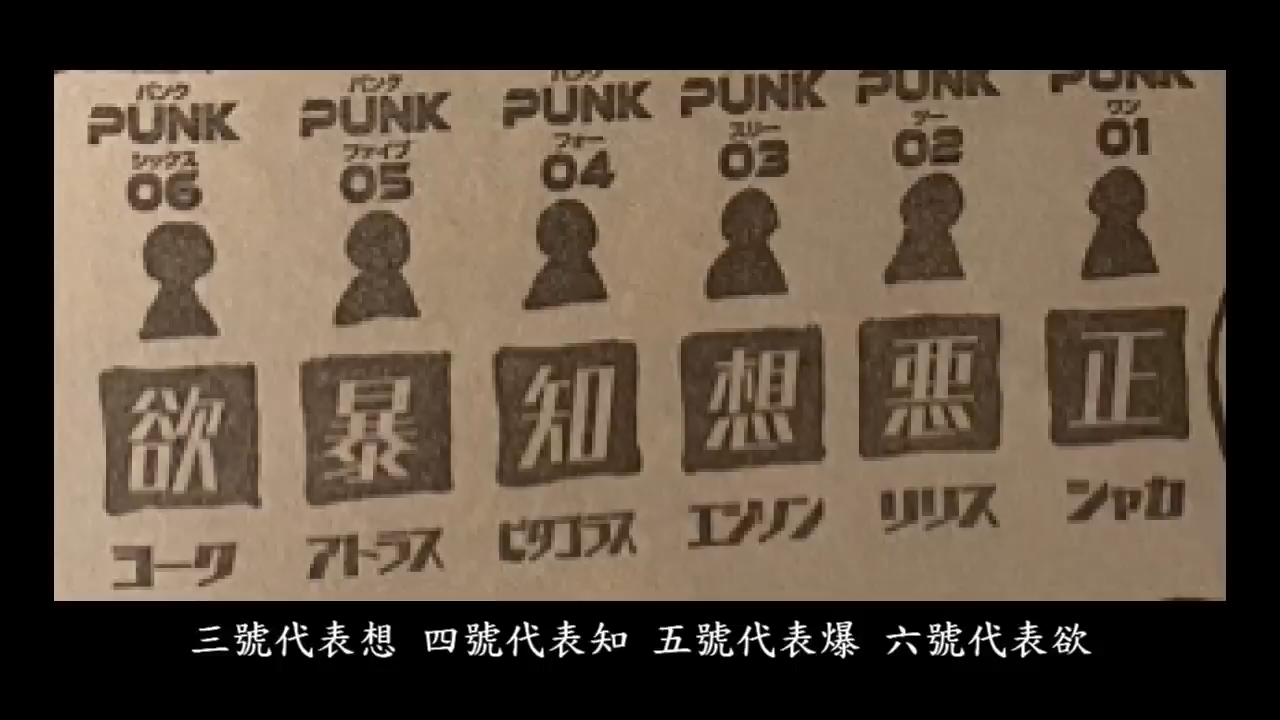 PUNK
ワン
01
正
シャカ
PUNK
ツー
02
悪
リリス
PUNK
スリー
03
想
エジソン
パンク
PUNK
フォー
04
知
ピタゴラス
パンク
PUNK
ファイブ
05
暴
アトラス
パンク
PUNK
シックス
06
欲
ヨーク
三號代表想 四號代表知 五號代表爆 六號代表欲